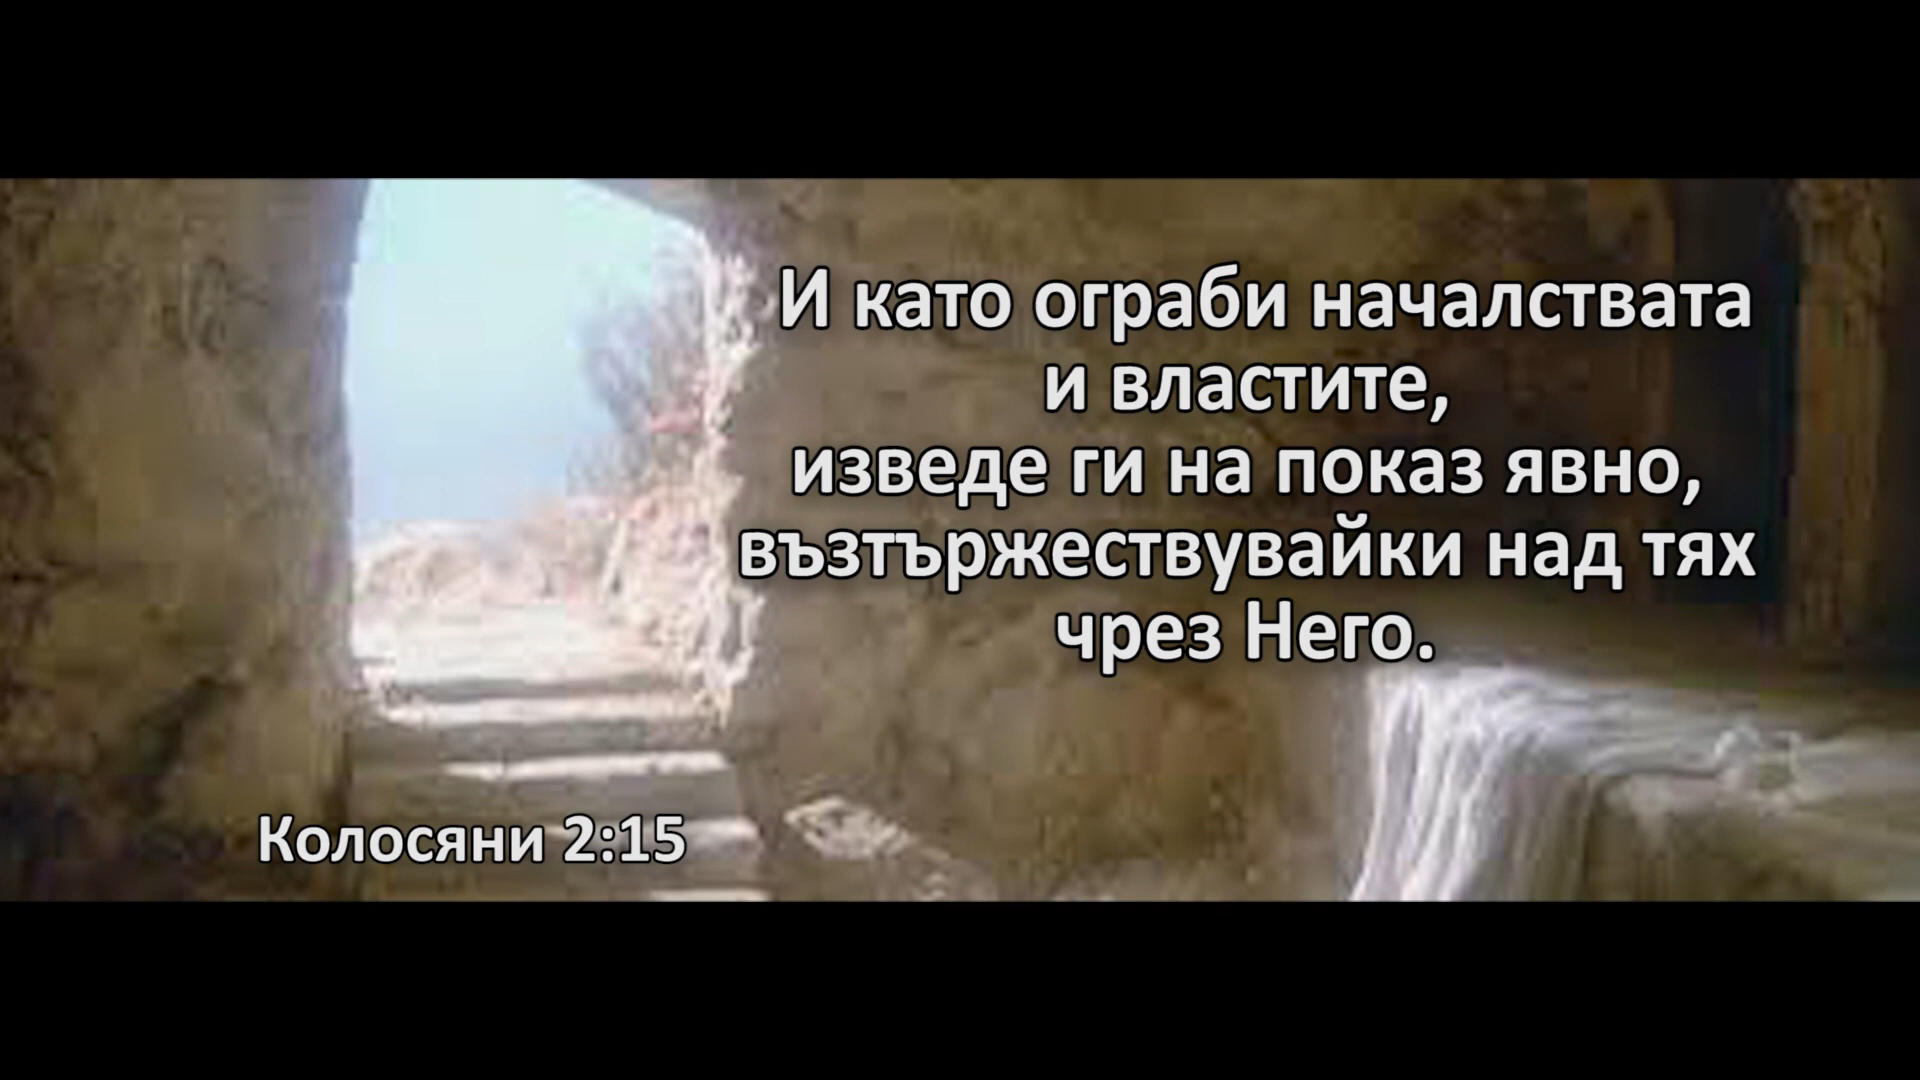 И като ограби началствата
и властите,
изведе ги на показ явно,
възтържествувайки над тях
чрез Него.
Колосяни 2:15